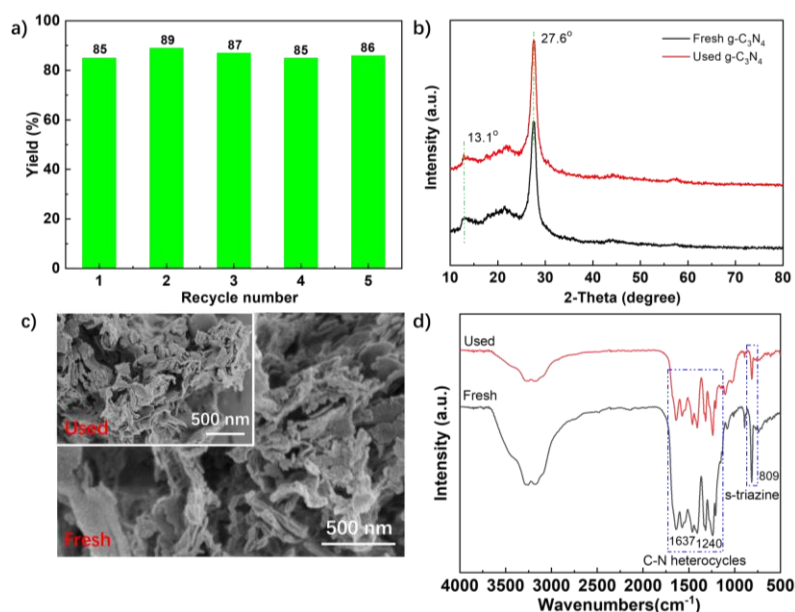 a)
100
80
60
40
20
0
Yield (%)
85
89
87
85
86
1
2
3
4
5
Recycle number
b)
27.6°
13.1°
Fresh g-C₃N₄
Used g-C₃N₄
Intensity (a.u.)
10
20
30
40
50
60
70
80
2-Theta (degree)
c)
Used
500 nm
Fresh
500 nm
d)
Used
Fresh
Intensity (a.u.)
809
s-triazine
1637
1240
C-N heterocycles
4000
3500
3000
2500
2000
1500
1000
500
Wavenumbers(cm⁻¹)